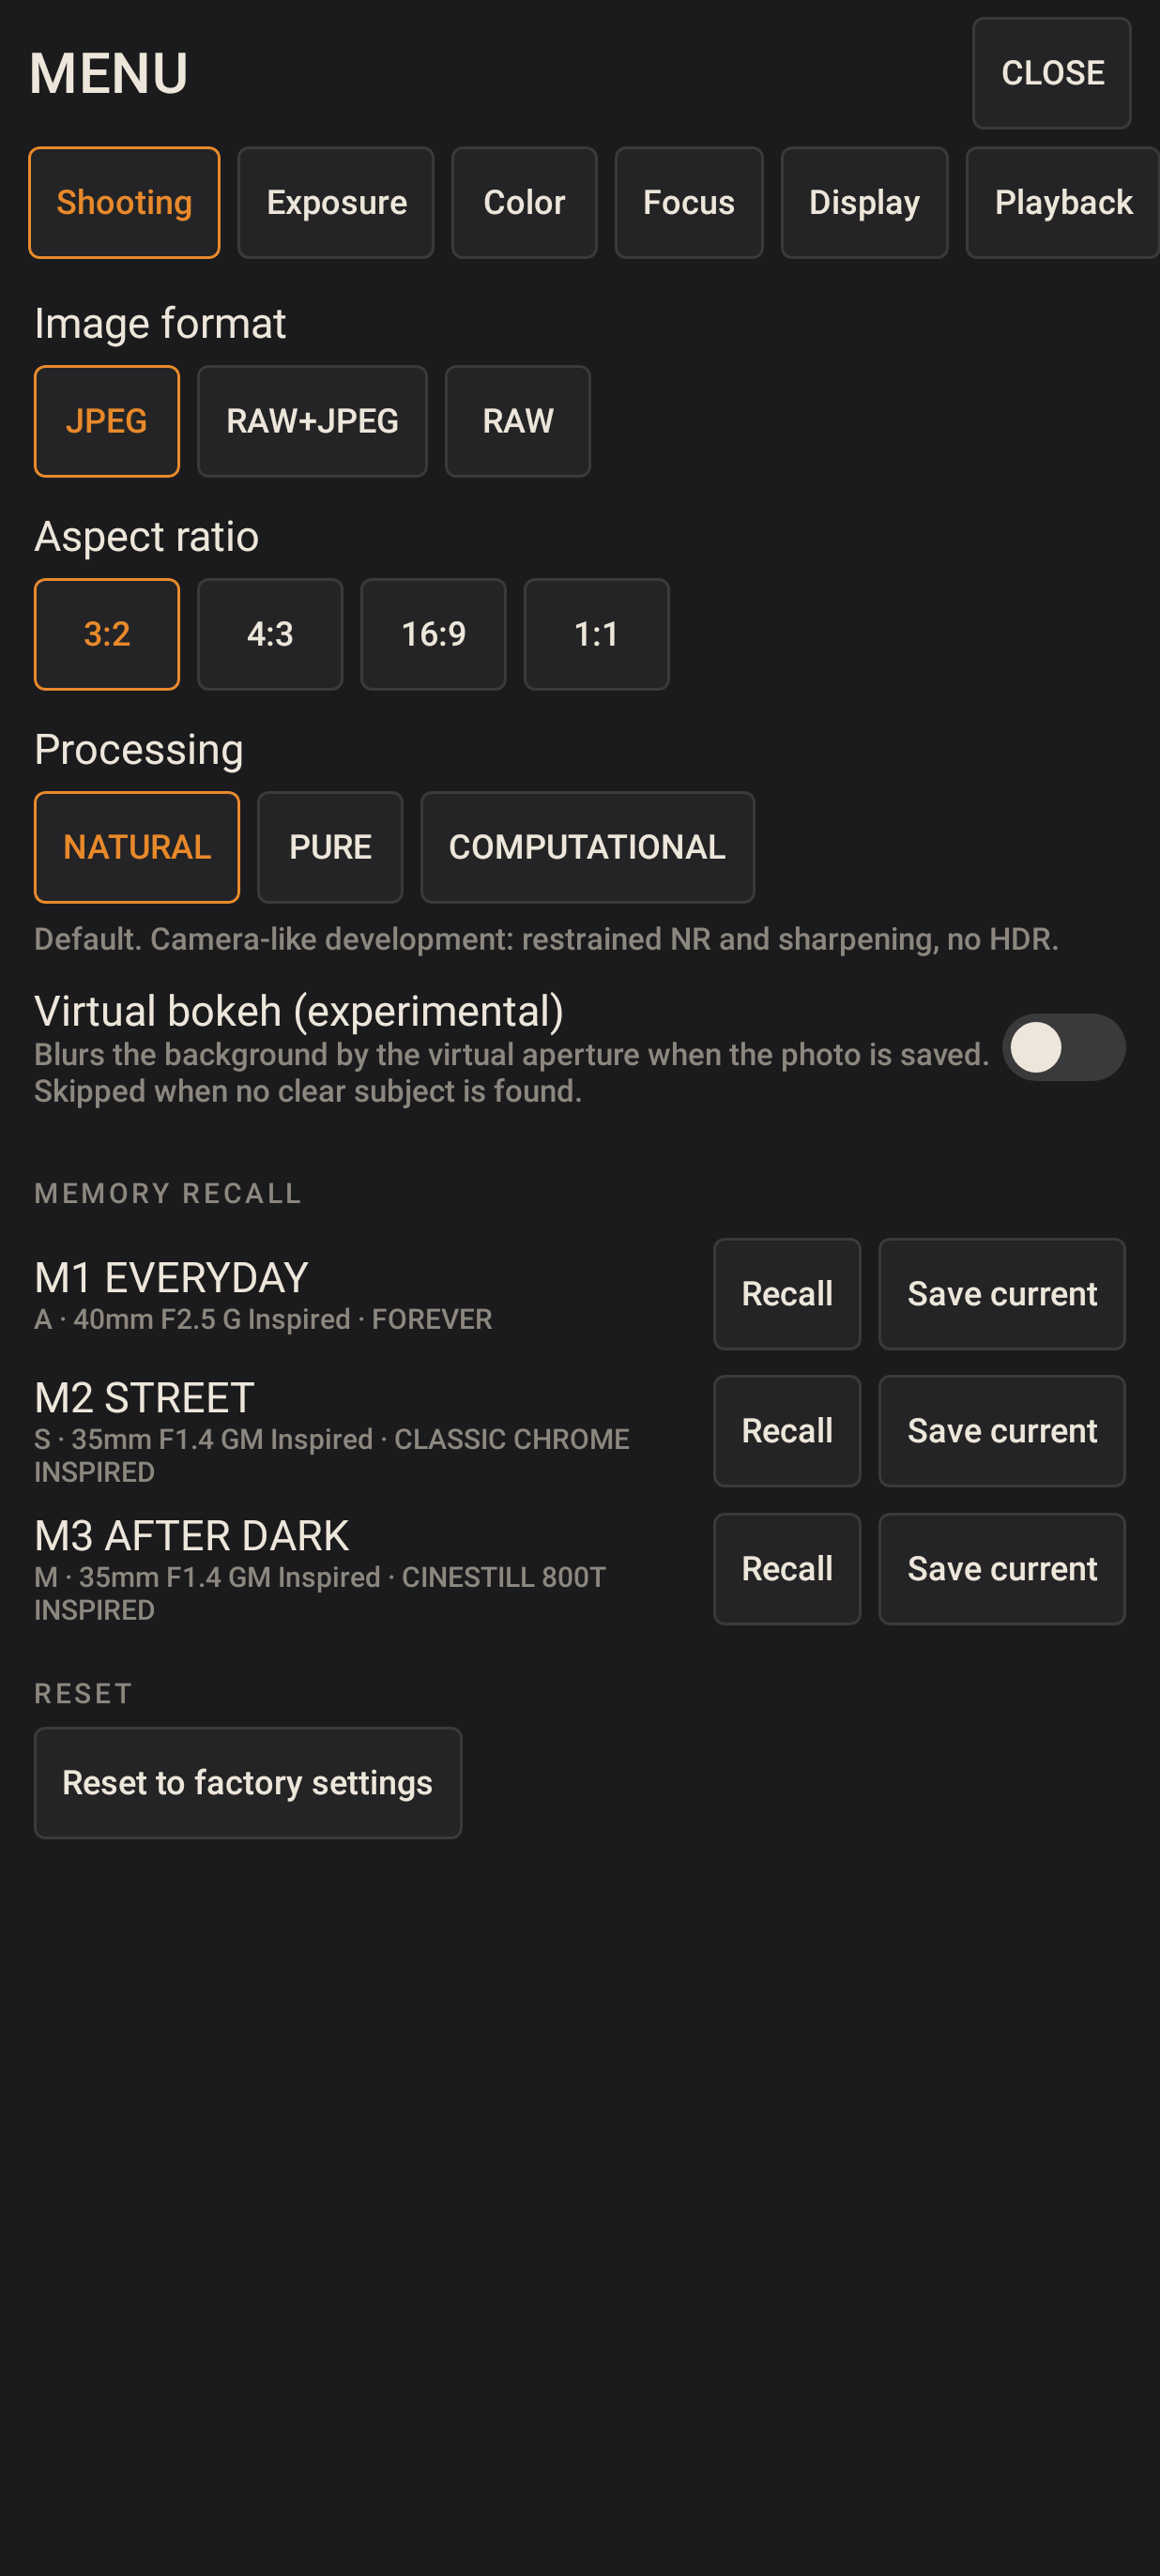 MENU
CLOSE
Shooting
Exposure
Color
Focus
Display
Playback
Image format
JPEG
RAW+JPEG
RAW
Aspect ratio
3:2
4:3
16:9
1:1
Processing
NATURAL
PURE
COMPUTATIONAL
Default. Camera-like development: restrained NR and sharpening, no HDR.
Virtual bokeh (experimental)
Blurs the background by the virtual aperture when the photo is saved.
Skipped when no clear subject is found.
MEMORY RECALL
M1 EVERYDAY
A · 40mm F2.5 G Inspired · FOREVER
Recall
Save current
M2 STREET
S · 35mm F1.4 GM Inspired · CLASSIC CHROME
INSPIRED
Recall
Save current
M3 AFTER DARK
M · 35mm F1.4 GM Inspired · CINESTILL 800T
INSPIRED
Recall
Save current
RESET
Reset to factory settings